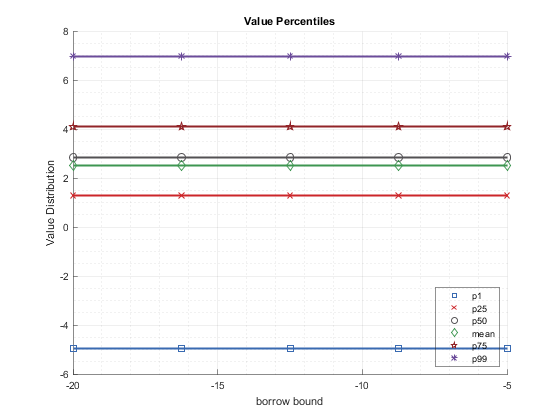 Value Percentiles
Value Distribution
8
6
4
2
0
-2
-4
-6
-20
-15
-10
-5
borrow bound
p1
p25
p50
mean
p75
p99